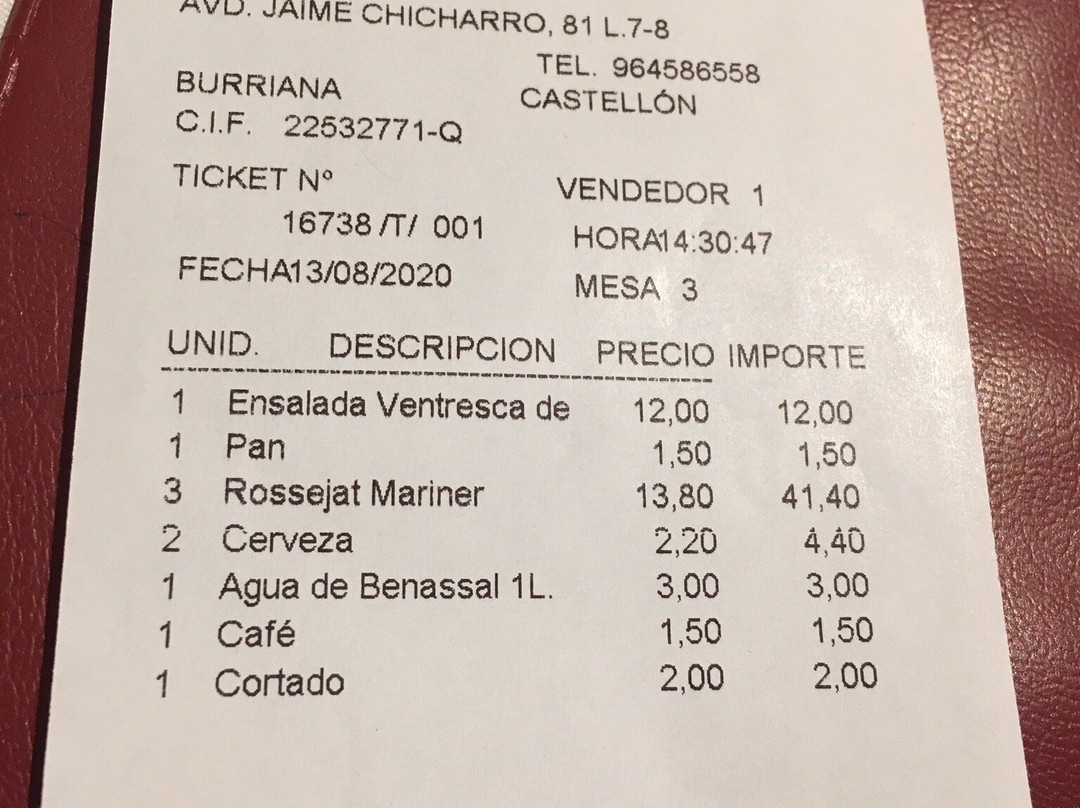 AVD. JAIME CHICHARRO, 81 L.7-8
TEL. 964586558
BURRIANA CASTELLÓN
C.I.F. 22532771-Q
TICKET Nº VENDEDOR 1
16738 /T/ 001 HORA14:30:47
FECHA13/08/2020 MESA 3
UNID. DESCRIPCION PRECIO IMPORTE
1 Ensalada Ventresca de 12,00 12,00
1 Pan 1,50 1,50
3 Rossejat Mariner 13,80 41,40
2 Cerveza 2,20 4,40
1 Agua de Benassal 1L. 3,00 3,00
1 Café 1,50 1,50
1 Cortado 2,00 2,00